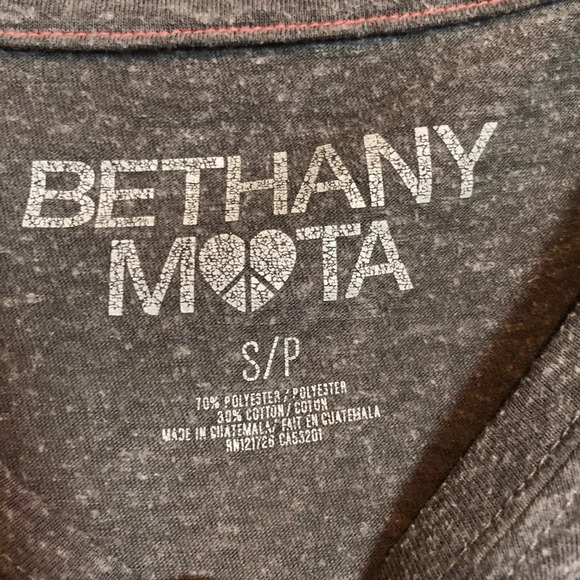 BETHANY
MOTA
S/P
70% POLYESTER / POLYESTER
30% COTTON / COTON
MADE IN GUATEMALA / FAIT EN GUATEMALA
RN121726 CA53201